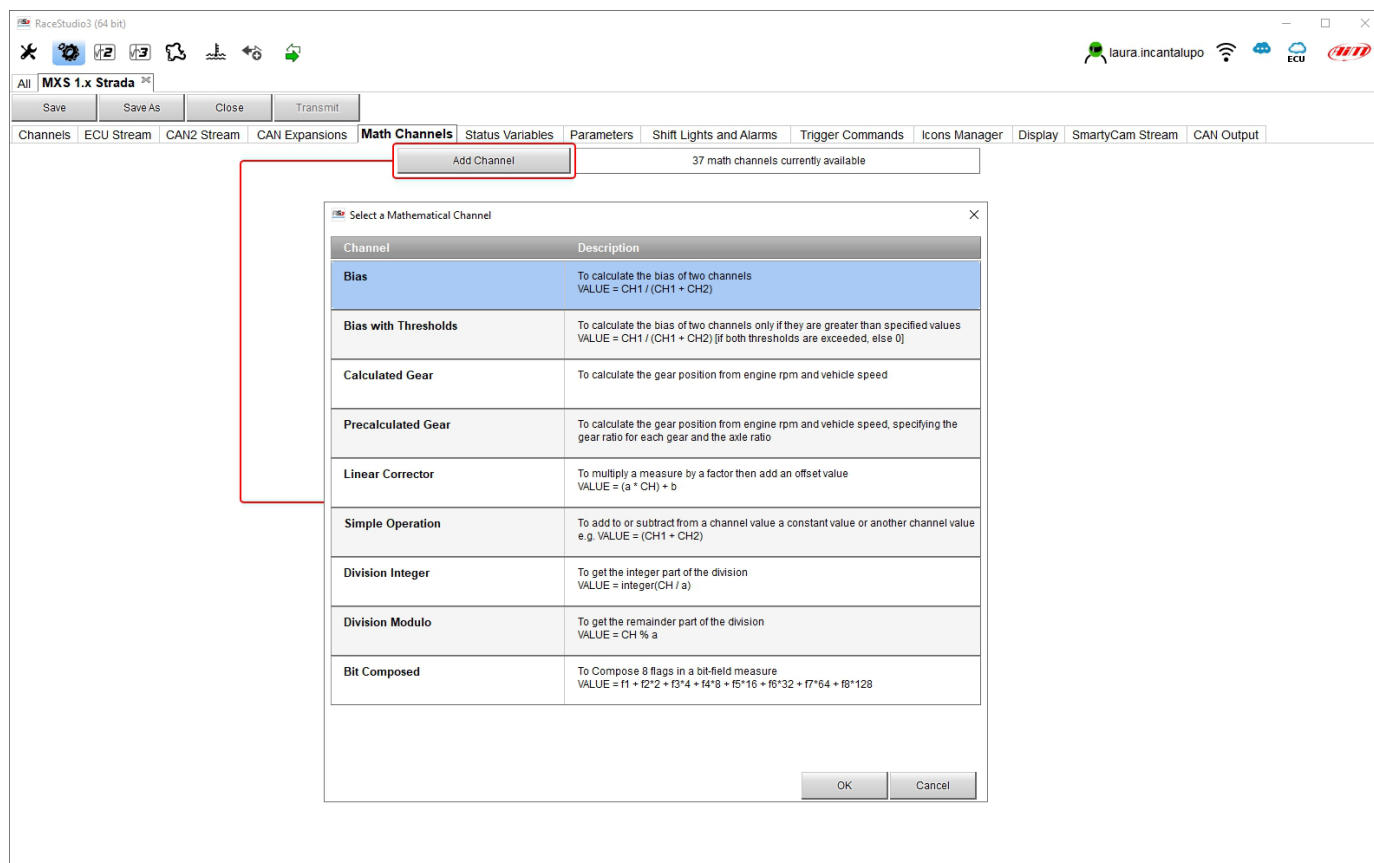 RaceStudio3 (64 bit)
laura.incantalupo
ECU
AiM
All
MXS 1.x Strada
Save
Save As
Close
Transmit
Channels
ECU Stream
CAN2 Stream
CAN Expansions
Math Channels
Status Variables
Parameters
Shift Lights and Alarms
Trigger Commands
Icons Manager
Display
SmartyCam Stream
CAN Output
Add Channel
37 math channels currently available
Select a Mathematical Channel
Channel
Description
Bias
To calculate the bias of two channels
VALUE = CH1 / (CH1 + CH2)
Bias with Thresholds
To calculate the bias of two channels only if they are greater than specified values
VALUE = CH1 / (CH1 + CH2) [if both thresholds are exceeded, else 0]
Calculated Gear
To calculate the gear position from engine rpm and vehicle speed
Precalculated Gear
To calculate the gear position from engine rpm and vehicle speed, specifying the
gear ratio for each gear and the axle ratio
Linear Corrector
To multiply a measure by a factor then add an offset value
VALUE = (a * CH) + b
Simple Operation
To add to or subtract from a channel value a constant value or another channel value
e.g. VALUE = (CH1 + CH2)
Division Integer
To get the integer part of the division
VALUE = integer(CH / a)
Division Modulo
To get the remainder part of the division
VALUE = CH % a
Bit Composed
To Compose 8 flags in a bit-field measure
VALUE = f1 + f2*2 + f3*4 + f4*8 + f5*16 + f6*32 + f7*64 + f8*128
OK
Cancel